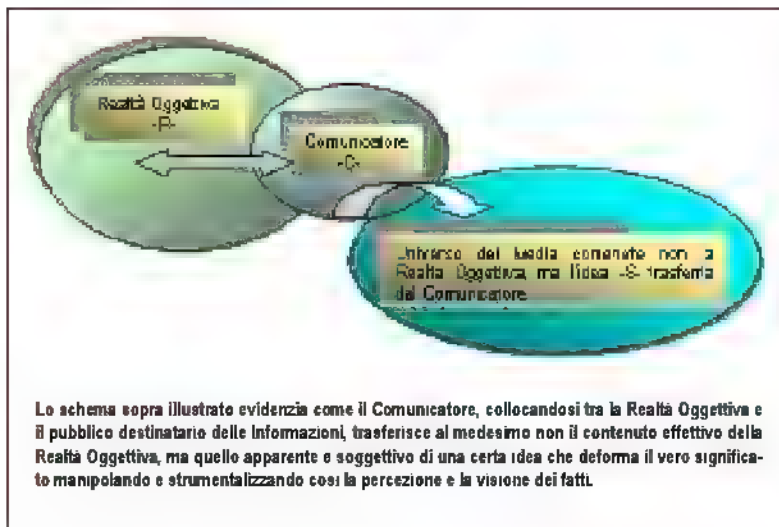 Realtà Oggettiva
-R-
Comunicatore
-C-
Universo dei Media contenete non la
Realtà Oggettiva, ma l'idea -S- trasferita
dal Comunicatore
Lo schema sopra illustrato evidenzia come il Comunicatore, collocandosi tra la Realtà Oggettiva e
il pubblico destinatario delle Informazioni, trasferisce al medesimo non il contenuto effettivo della
Realtà Oggettiva, ma quello apparente e soggettivo di una certa idea che deforma il vero significa-
to manipolando e strumentalizzando così la percezione e la visione dei fatti.